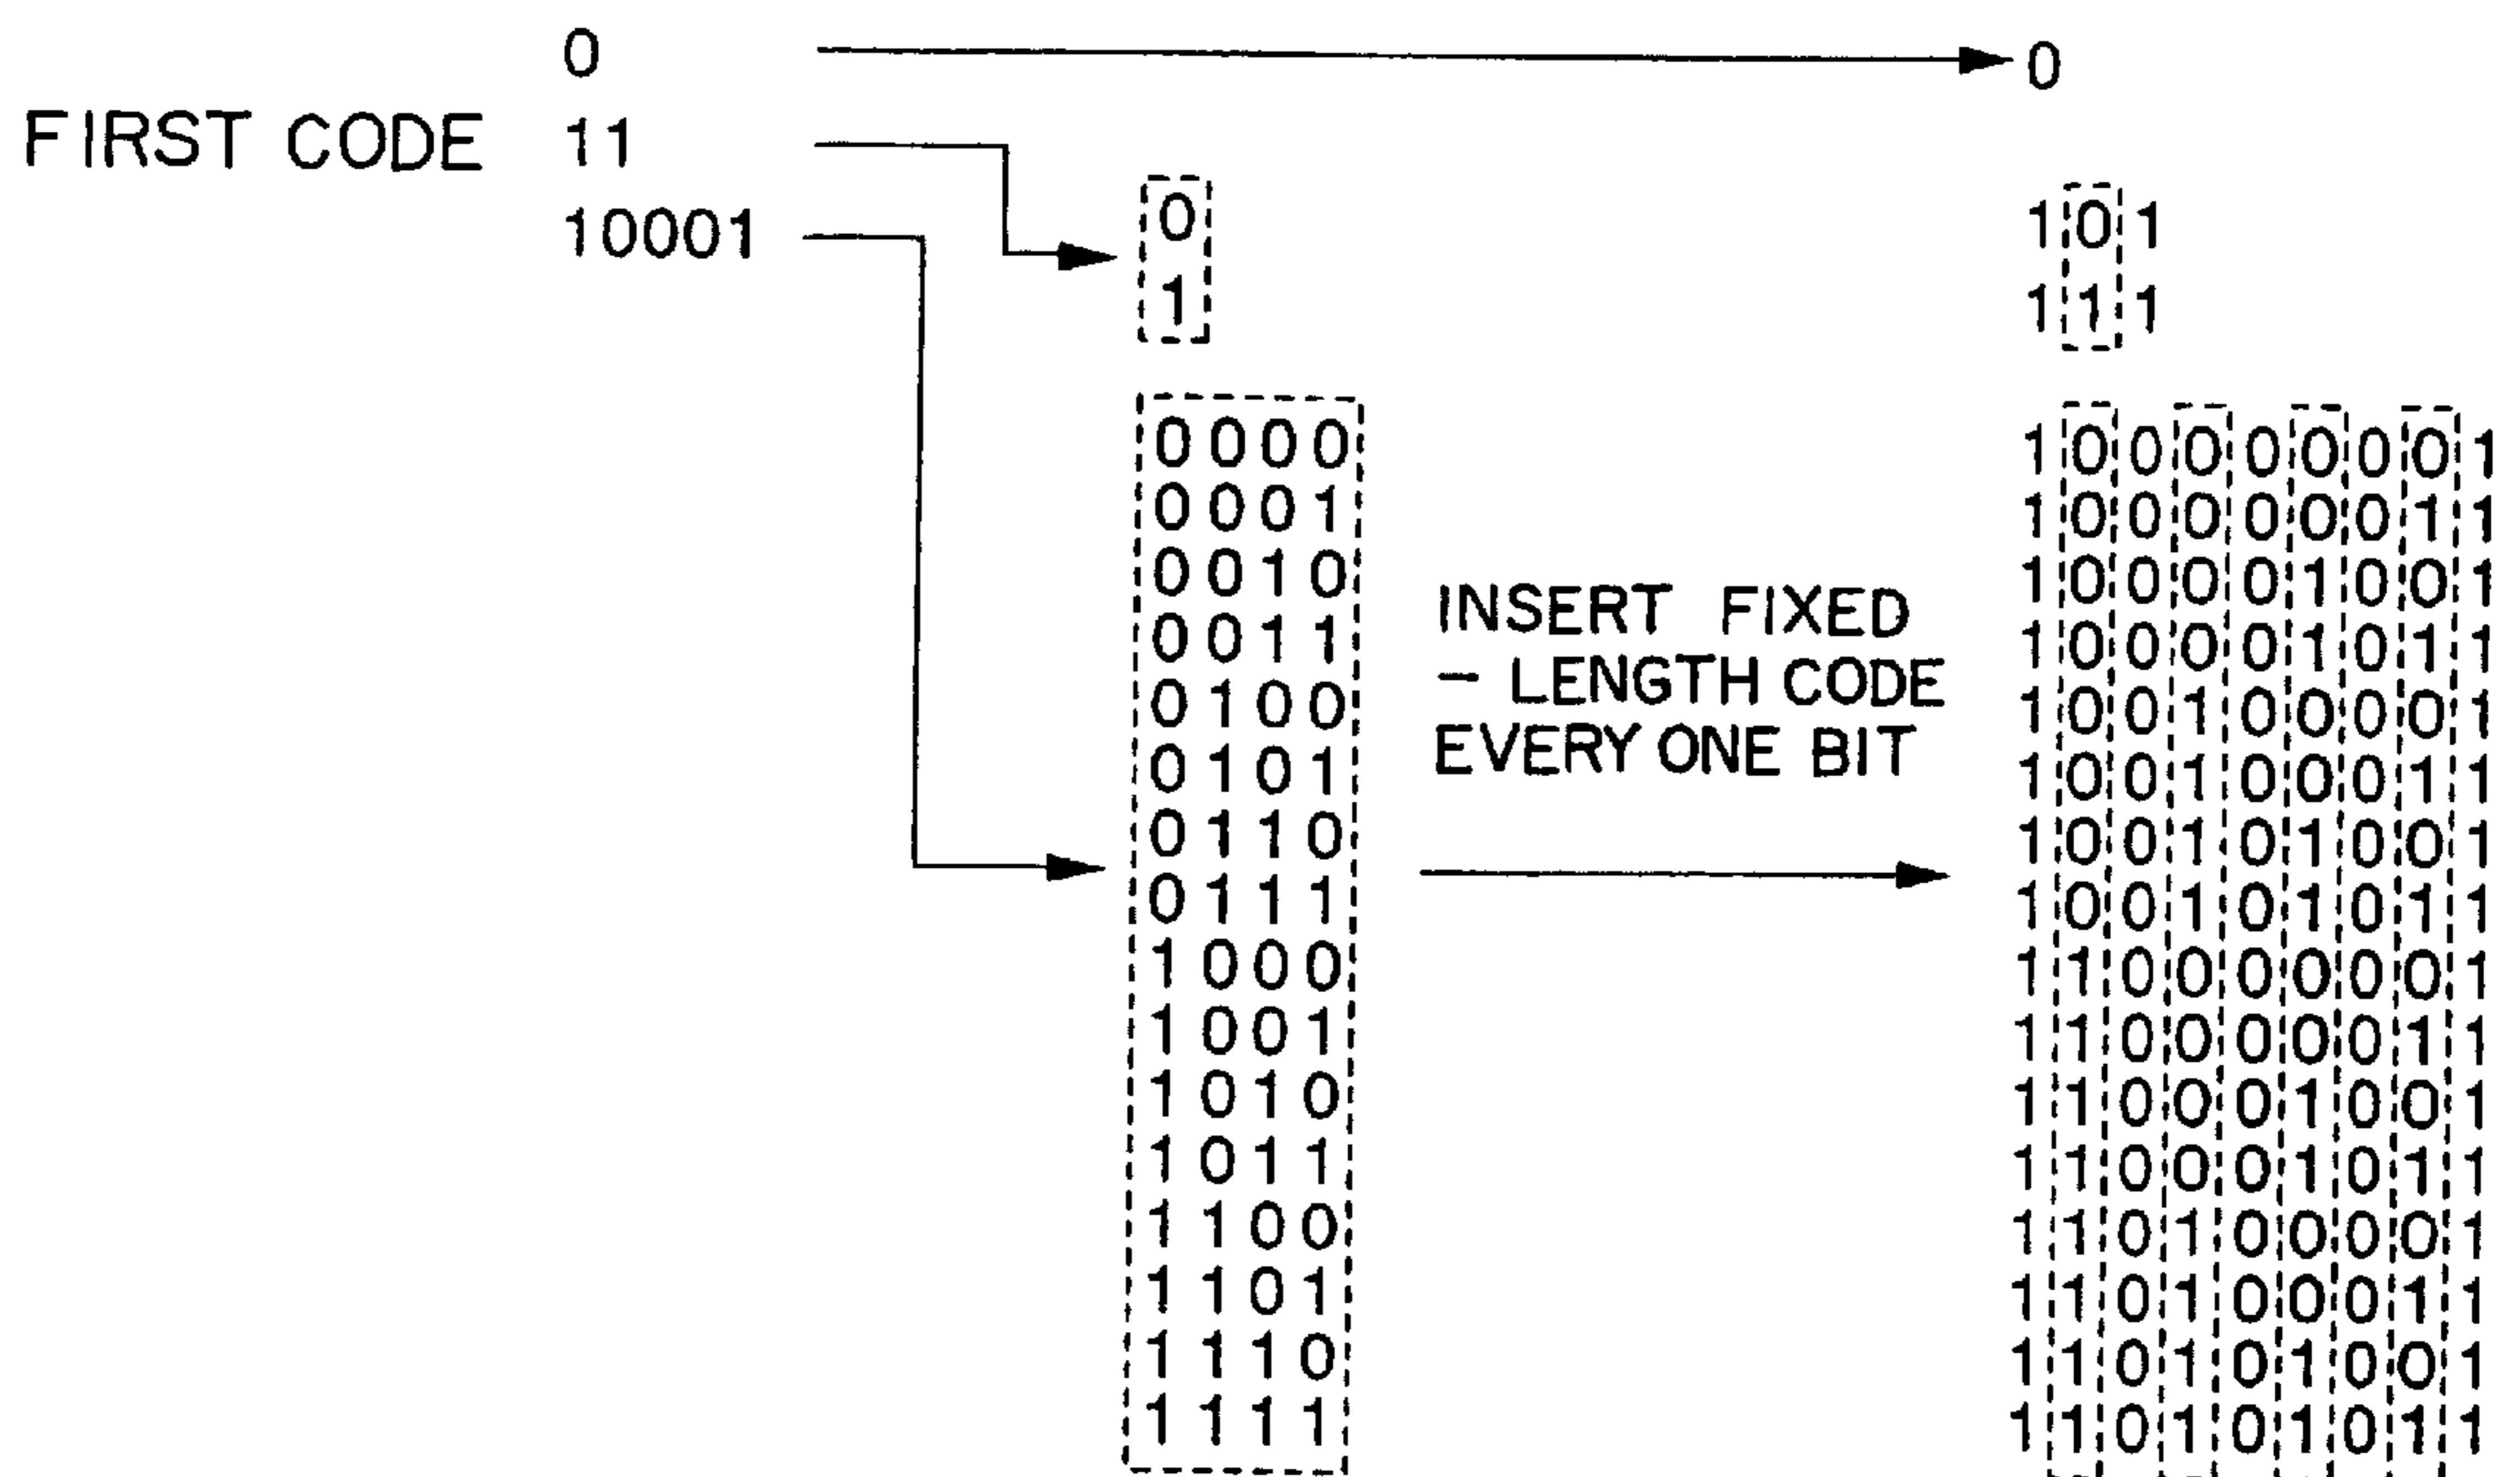 0 0
FIRST CODE 11
10001
0
1
1 0 1
1 1 1
0 0 0 0
0 0 0 1
0 0 1 0
0 0 1 1
0 1 0 0
0 1 0 1
0 1 1 0
0 1 1 1
1 0 0 0
1 0 0 1
1 0 1 0
1 0 1 1
1 1 0 0
1 1 0 1
1 1 1 0
1 1 1 1
INSERT FIXED
- LENGTH CODE
EVERY ONE BIT
1 0 0 0 0 0 0 0 1
1 0 0 0 0 0 0 1 1
1 0 0 0 0 1 0 0 1
1 0 0 0 0 1 0 1 1
1 0 0 1 0 0 0 0 1
1 0 0 1 0 0 0 1 1
1 0 0 1 0 1 0 0 1
1 0 0 1 0 1 0 1 1
1 1 0 0 0 0 0 0 1
1 1 0 0 0 0 0 1 1
1 1 0 0 0 1 0 0 1
1 1 0 0 0 1 0 1 1
1 1 0 1 0 0 0 0 1
1 1 0 1 0 0 0 1 1
1 1 0 1 0 1 0 0 1
1 1 0 1 0 1 0 1 1